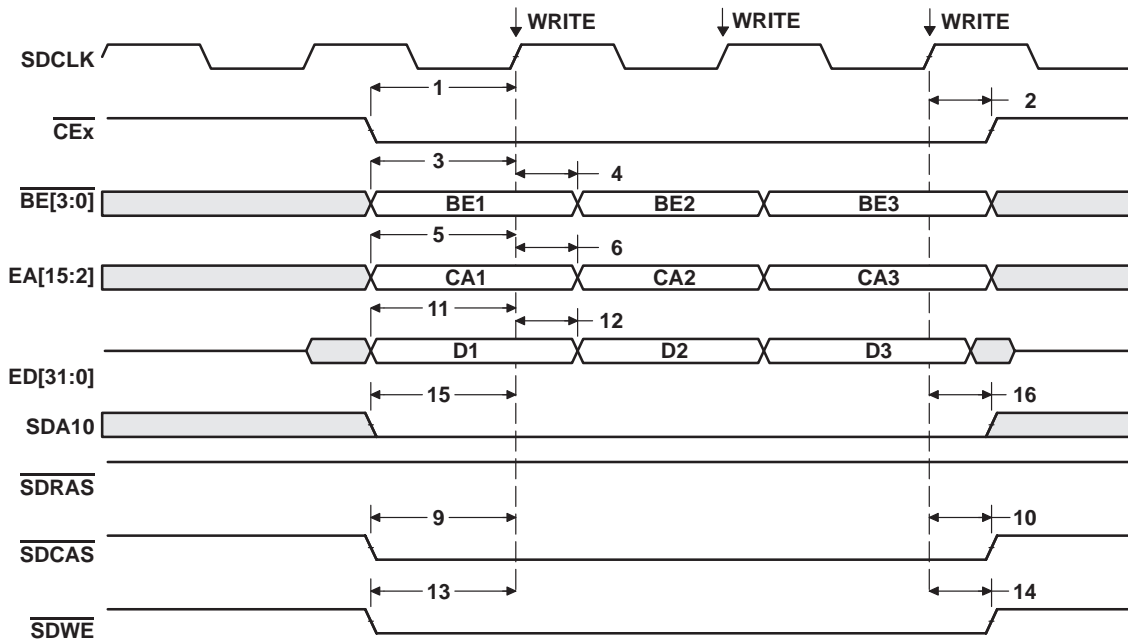 WRITE WRITE WRITE
SDCLK
1 2
CEx
3 4
BE[3:0] BE1 BE2 BE3
5 6
EA[15:2] CA1 CA2 CA3
11 12
D1 D2 D3
ED[31:0]
15 16
SDA10
SDRAS
9 10
SDCAS
13 14
SDWE